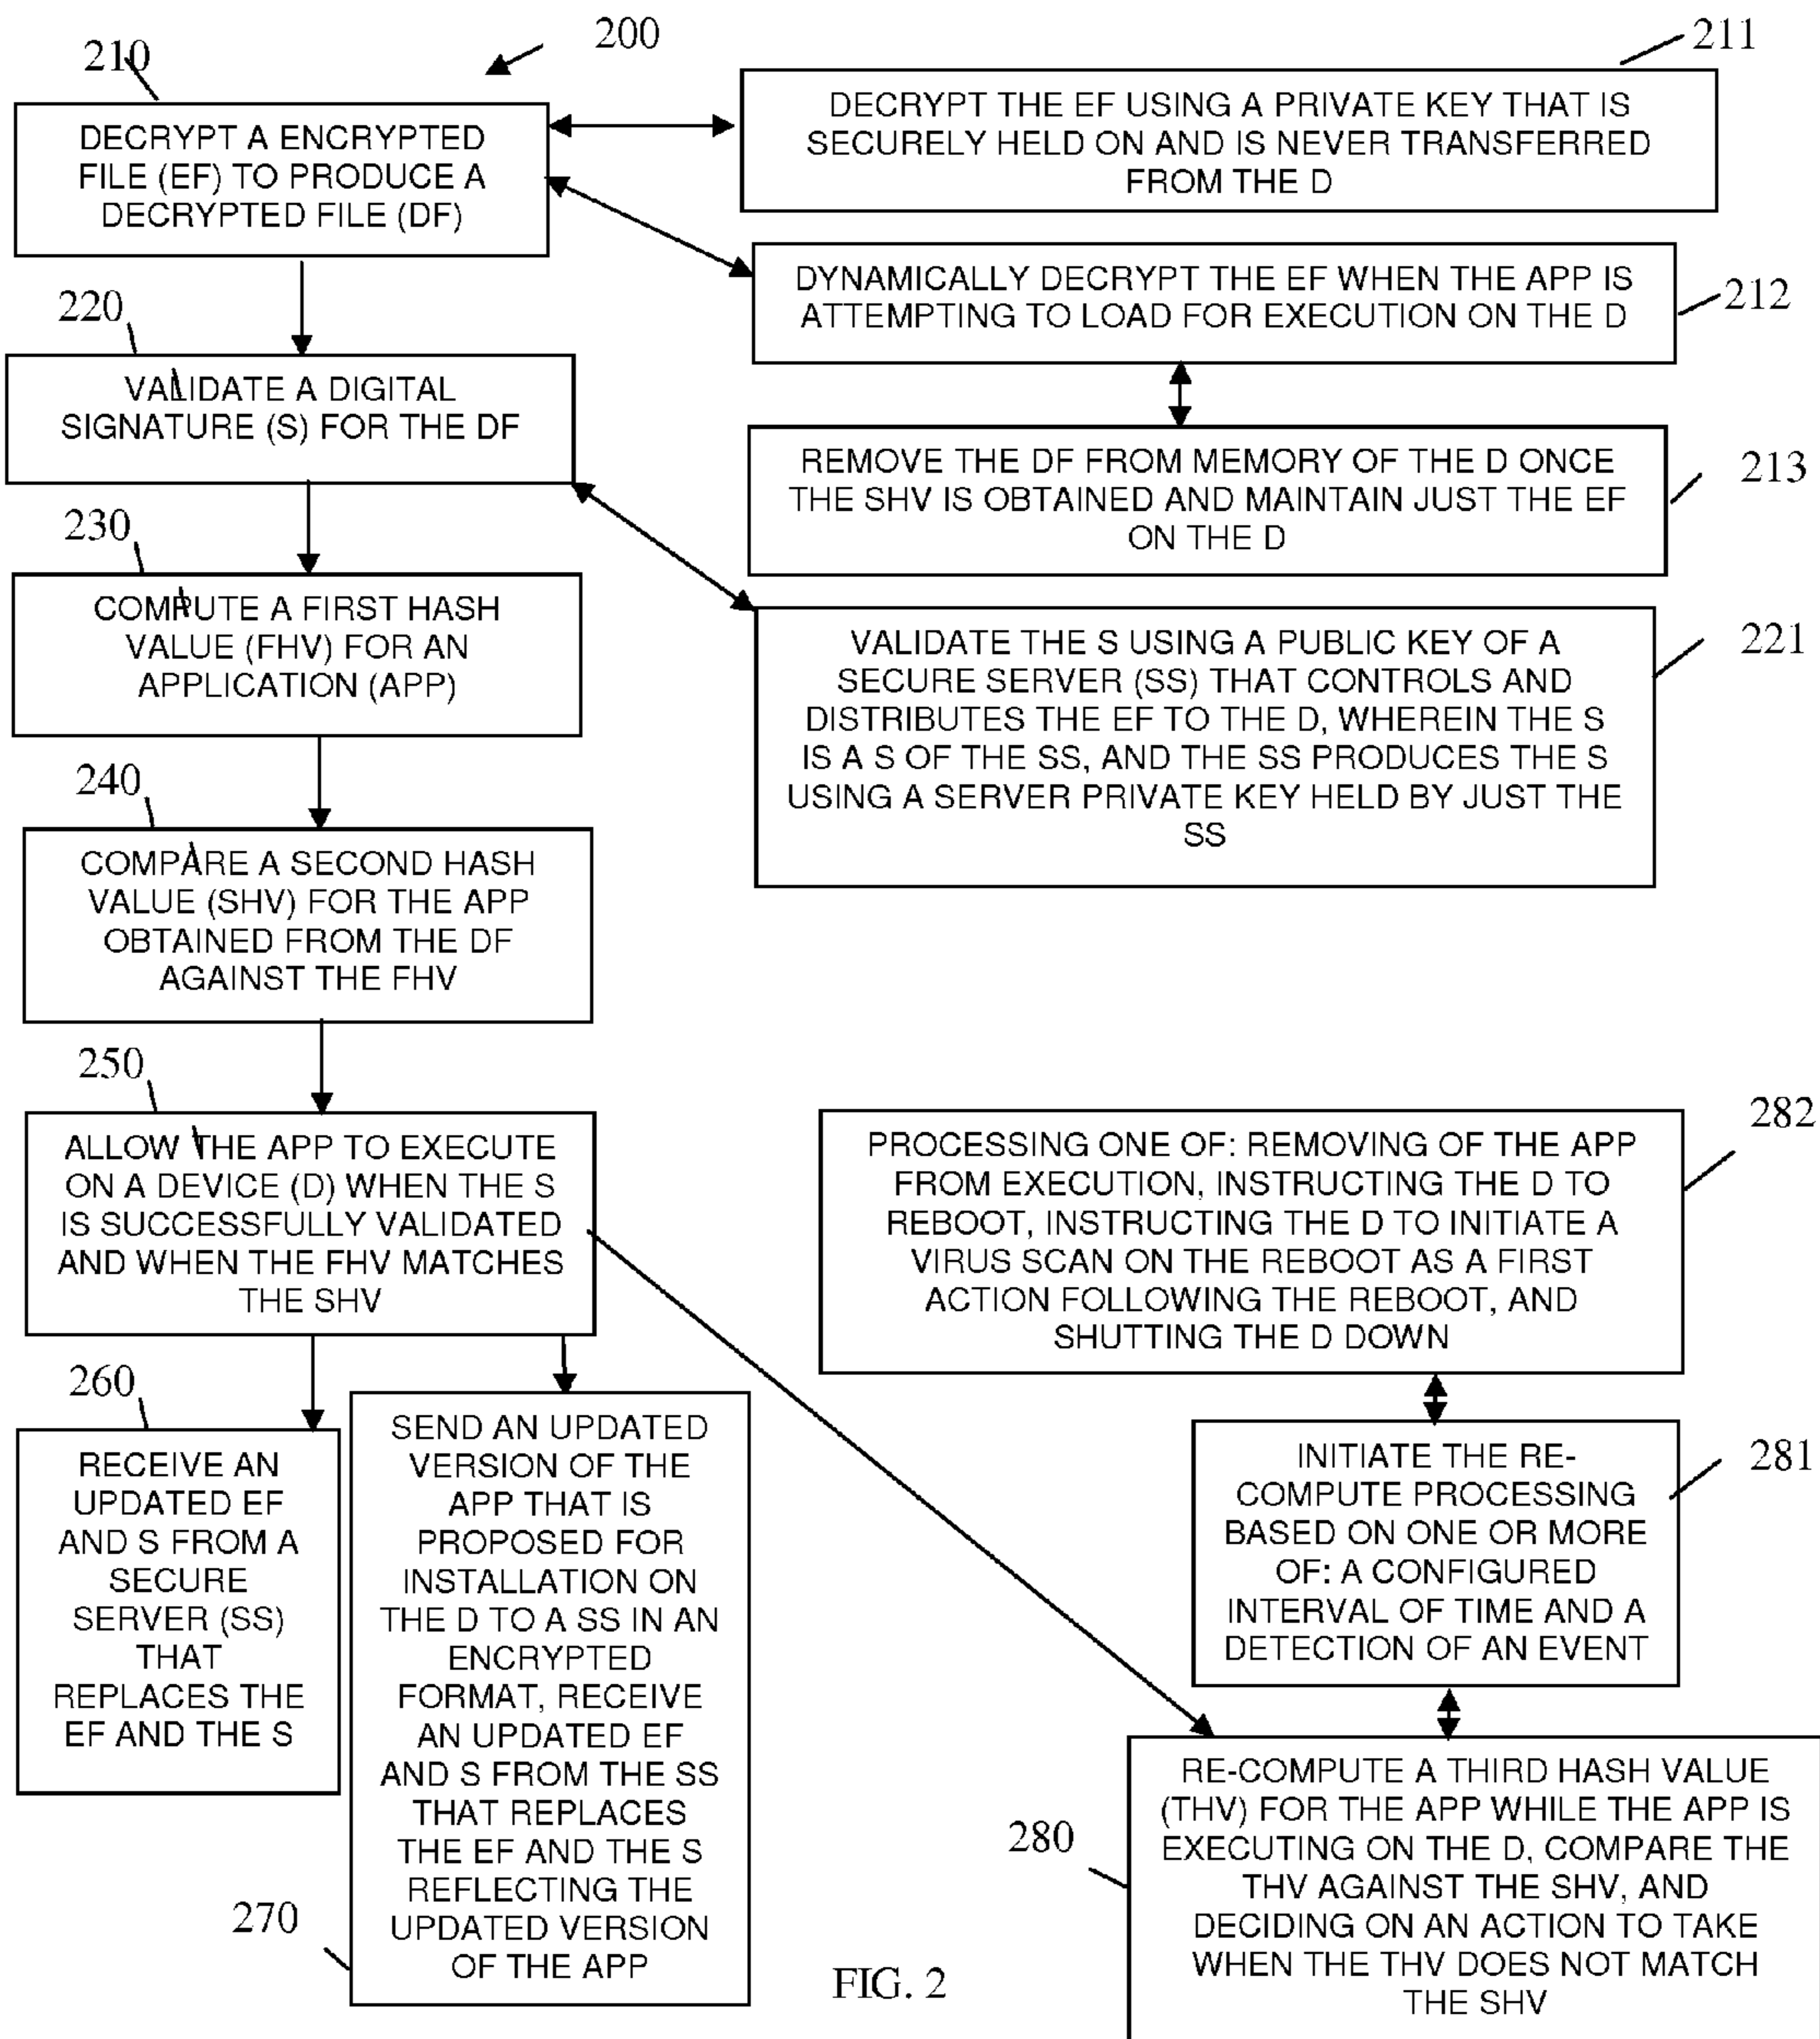 200
210
DECRYPT A ENCRYPTED
FILE (EF) TO PRODUCE A
DECRYPTED FILE (DF)
211
DECRYPT THE EF USING A PRIVATE KEY THAT IS
SECURELY HELD ON AND IS NEVER TRANSFERRED
FROM THE D
212
DYNAMICALLY DECRYPT THE EF WHEN THE APP IS
ATTEMPTING TO LOAD FOR EXECUTION ON THE D
213
REMOVE THE DF FROM MEMORY OF THE D ONCE
THE SHV IS OBTAINED AND MAINTAIN JUST THE EF
ON THE D
220
VALIDATE A DIGITAL
SIGNATURE (S) FOR THE DF
221
VALIDATE THE S USING A PUBLIC KEY OF A
SECURE SERVER (SS) THAT CONTROLS AND
DISTRIBUTES THE EF TO THE D, WHEREIN THE S
IS A S OF THE SS, AND THE SS PRODUCES THE S
USING A SERVER PRIVATE KEY HELD BY JUST THE
SS
230
COMPUTE A FIRST HASH
VALUE (FHV) FOR AN
APPLICATION (APP)
240
COMPARE A SECOND HASH
VALUE (SHV) FOR THE APP
OBTAINED FROM THE DF
AGAINST THE FHV
250
ALLOW THE APP TO EXECUTE
ON A DEVICE (D) WHEN THE S
IS SUCCESSFULLY VALIDATED
AND WHEN THE FHV MATCHES
THE SHV
260
RECEIVE AN
UPDATED EF
AND S FROM A
SECURE
SERVER (SS)
THAT
REPLACES THE
EF AND THE S
270
SEND AN UPDATED
VERSION OF THE
APP THAT IS
PROPOSED FOR
INSTALLATION ON
THE D TO A SS IN AN
ENCRYPTED
FORMAT, RECEIVE
AN UPDATED EF
AND S FROM THE SS
THAT REPLACES
THE EF AND THE S
REFLECTING THE
UPDATED VERSION
OF THE APP
282
PROCESSING ONE OF: REMOVING OF THE APP
FROM EXECUTION, INSTRUCTING THE D TO
REBOOT, INSTRUCTING THE D TO INITIATE A
VIRUS SCAN ON THE REBOOT AS A FIRST
ACTION FOLLOWING THE REBOOT, AND
SHUTTING THE D DOWN
281
INITIATE THE RE-
COMPUTE PROCESSING
BASED ON ONE OR MORE
OF: A CONFIGURED
INTERVAL OF TIME AND A
DETECTION OF AN EVENT
280
RE-COMPUTE A THIRD HASH VALUE
(THV) FOR THE APP WHILE THE APP IS
EXECUTING ON THE D, COMPARE THE
THV AGAINST THE SHV, AND
DECIDING ON AN ACTION TO TAKE
WHEN THE THV DOES NOT MATCH
THE SHV
FIG. 2